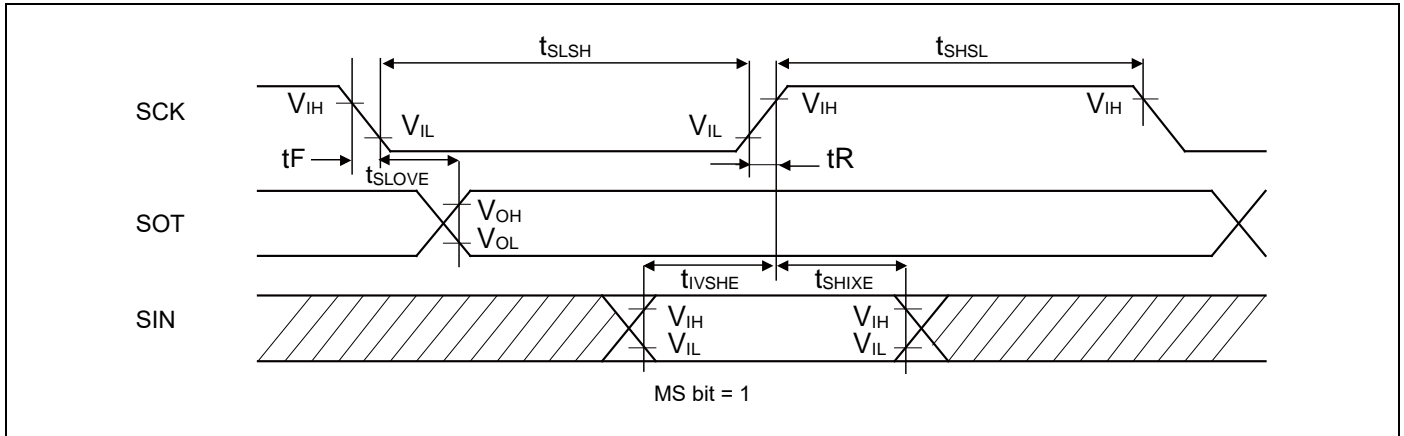 tSLSH tSHSL
SCK VIH VIL VIL VIH VIH
tF tSLOVE tR
SOT VOH VOL
tIVSHE tSHIXE
SIN VIH VIL VIH VIL
MS bit = 1